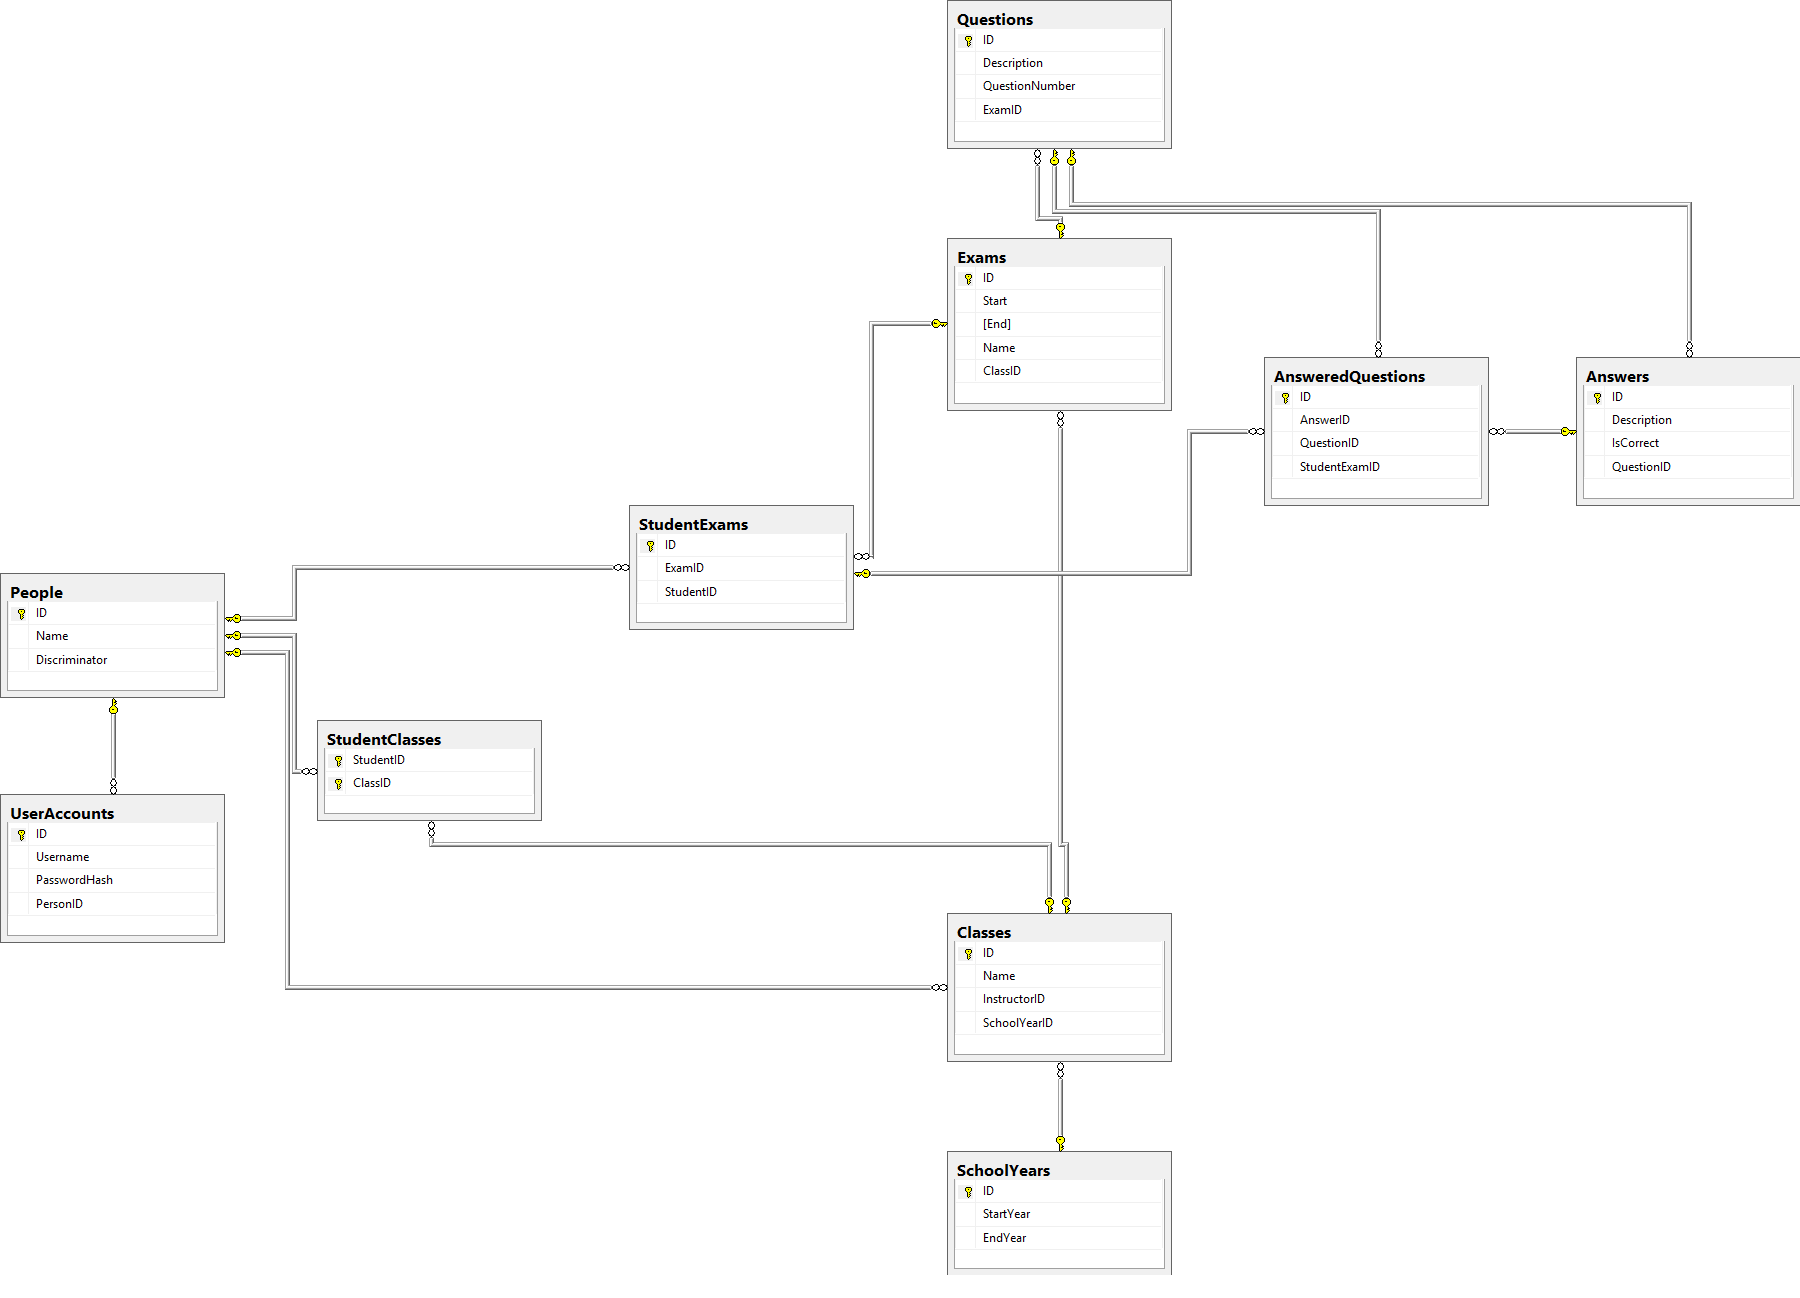 Questions
ID
Description
QuestionNumber
ExamID
Exams
ID
Start
[End]
Name
ClassID
AnsweredQuestions
ID
AnswerID
QuestionID
StudentExamID
Answers
ID
Description
IsCorrect
QuestionID
StudentExams
ID
ExamID
StudentID
People
ID
Name
Discriminator
StudentClasses
StudentID
ClassID
UserAccounts
ID
Username
PasswordHash
PersonID
Classes
ID
Name
InstructorID
SchoolYearID
SchoolYears
ID
StartYear
EndYear